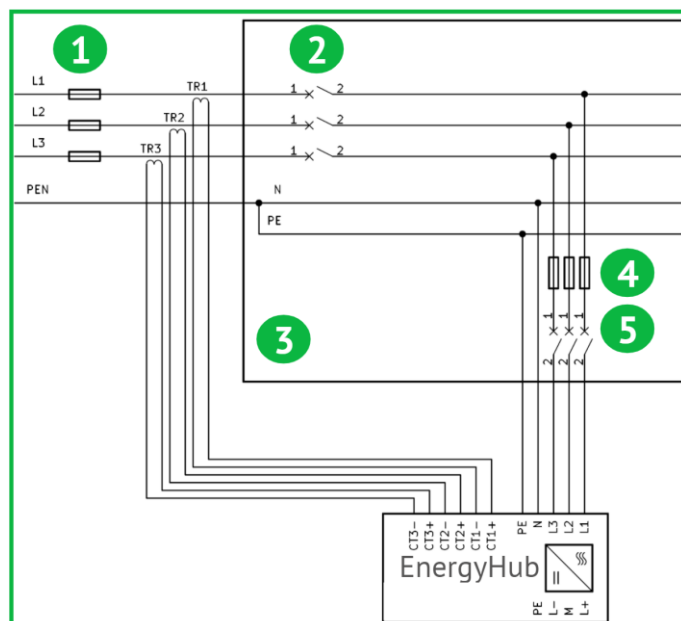 1
2
L1
TR1
1
2
L2
TR2
1
2
L3
TR3
1
2
PEN
N
PE
4
1
1
1
5
3
2
2
2
CT3-
CT3+
CT2-
CT2+
CT1-
CT1+
PE
N
L3
L2
L1
EnergyHub
PE
L-
M
L+